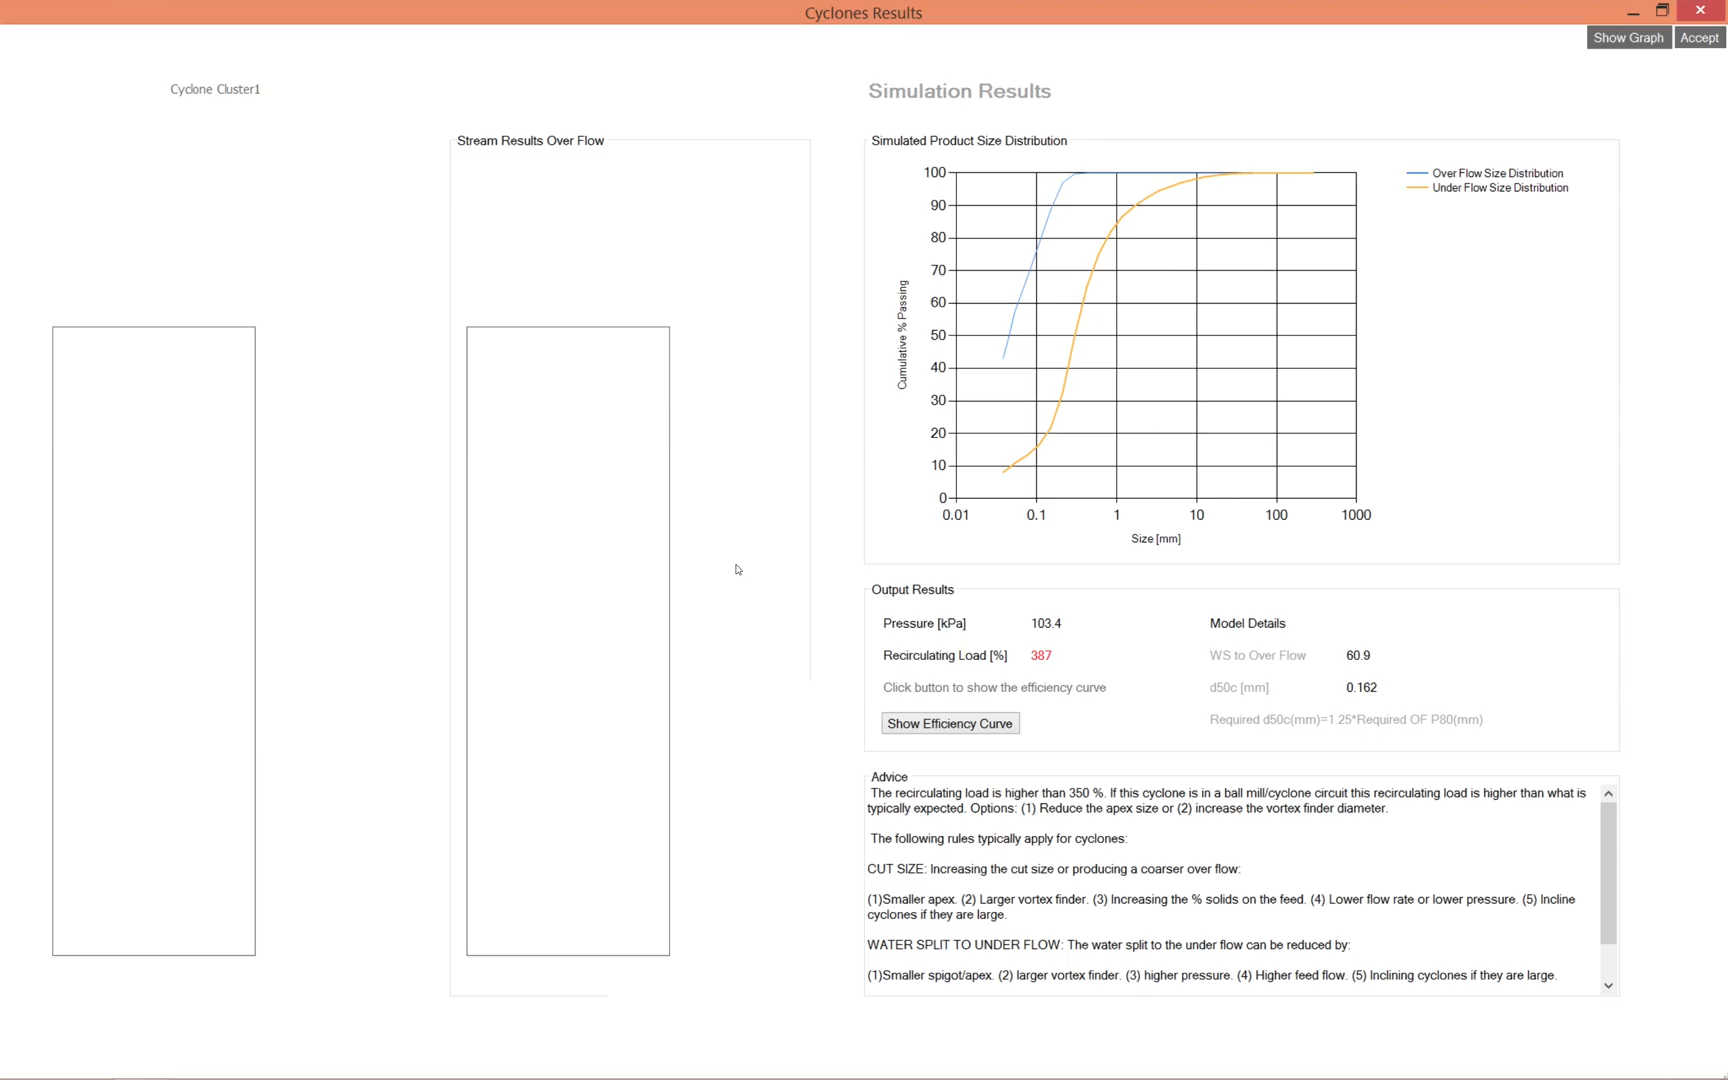 Cyclones Results
Show Graph
Accept
Cyclone Cluster1
Simulation Results
Stream Results Over Flow
Simulated Product Size Distribution
Over Flow Size Distribution
Under Flow Size Distribution
100
90
80
70
60
50
40
30
20
10
0
Cumulative % Passing
0.01
0.1
1
10
100
1000
Size [mm]
Output Results
Pressure [kPa] 103.4
Model Details
Recirculating Load [%] 387
WS to Over Flow 60.9
Click button to show the efficiency curve
d50c [mm] 0.162
Show Efficiency Curve
Required d50c(mm)=1.25*Required OF P80(mm)
Advice
The recirculating load is higher than 350 %. If this cyclone is in a ball mill/cyclone circuit this recirculating load is higher than what is
typically expected. Options: (1) Reduce the apex size or (2) increase the vortex finder diameter.
The following rules typically apply for cyclones:
CUT SIZE: Increasing the cut size or producing a coarser over flow:
(1)Smaller apex. (2) Larger vortex finder. (3) Increasing the % solids on the feed. (4) Lower flow rate or lower pressure. (5) Incline
cyclones if they are large.
WATER SPLIT TO UNDER FLOW: The water split to the under flow can be reduced by:
(1)Smaller spigot/apex. (2) larger vortex finder. (3) higher pressure. (4) Higher feed flow. (5) Inclining cyclones if they are large.